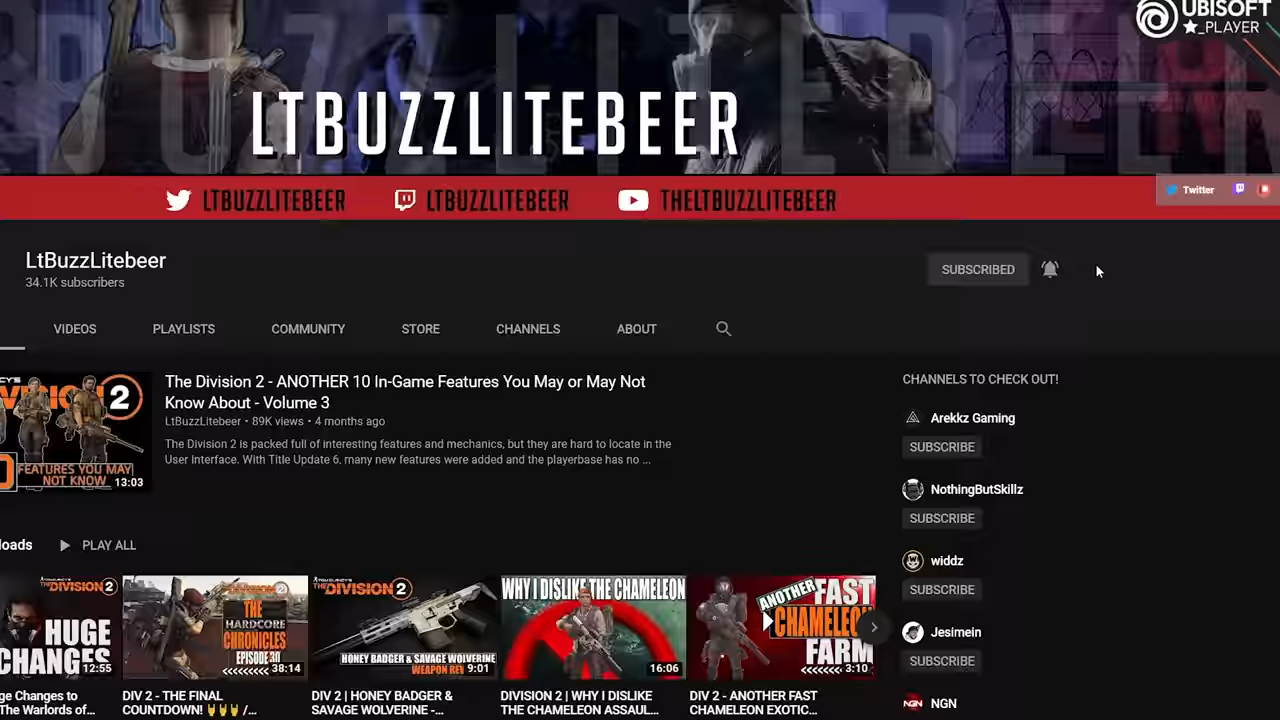 UBISOFT
★_PLAYER
LTBUZZLITEBEER
LTBUZZLITEBEER LTBUZZLITEBEER THELTBUZZLITEBEER
Twitter
LtBuzzLitebeer
34.1K subscribers
SUBSCRIBED
VIDEOS PLAYLISTS COMMUNITY STORE CHANNELS ABOUT
2
FEATURES YOU MAY
NOT KNOW
13:03
The Division 2 - ANOTHER 10 In-Game Features You May or May Not
Know About - Volume 3
LtBuzzLitebeer • 89K views • 4 months ago
The Division 2 is packed full of interesting features and mechanics, but they are hard to locate in the
User Interface. With Title Update 6, many new features were added and the playerbase has no ...
CHANNELS TO CHECK OUT!
Arekkz Gaming
SUBSCRIBE
NothingButSkillz
SUBSCRIBE
widdz
SUBSCRIBE
Jesimein
SUBSCRIBE
NGN
NGN
loads PLAY ALL
THE DIVISION 2
HUGE
CHANGES
12:55
THE
HARDCORE
CHRONICLES
EPISODE 30
38:14
THE DIVISION 2
HONEY BADGER & SAVAGE WOLVERINE
WEAPON REV
9:01
WHY I DISLIKE THE CHAMELEON
16:06
ANOTHER FAST
CHAMELEO
FARM
3:10
ge Changes to
The Warlords of...
DIV 2 - THE FINAL
COUNTDOWN! /...
DIV 2 | HONEY BADGER &
SAVAGE WOLVERINE -...
DIVISION 2 | WHY I DISLIKE
THE CHAMELEON ASSAUL...
DIV 2 - ANOTHER FAST
CHAMELEON EXOTIC...